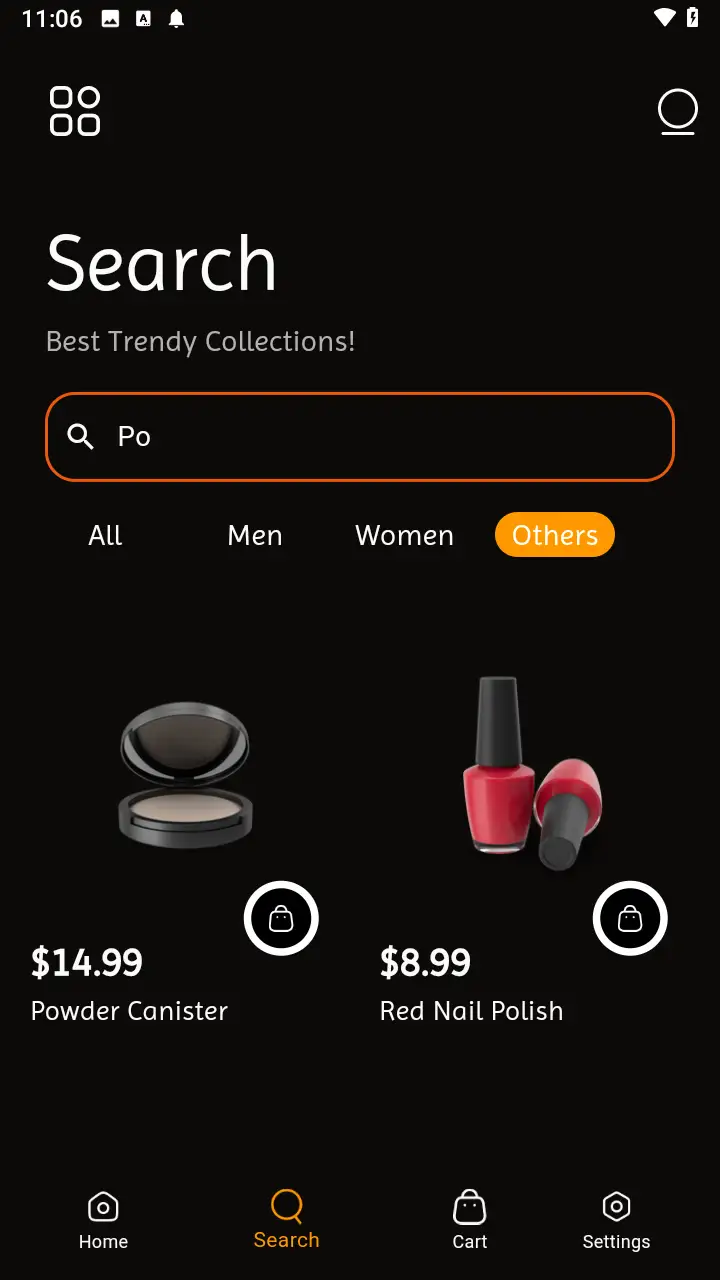 11:06
Search
Best Trendy Collections!
Po
All Men Women Others
$14.99 $8.99
Powder Canister Red Nail Polish
Home Search Cart Settings